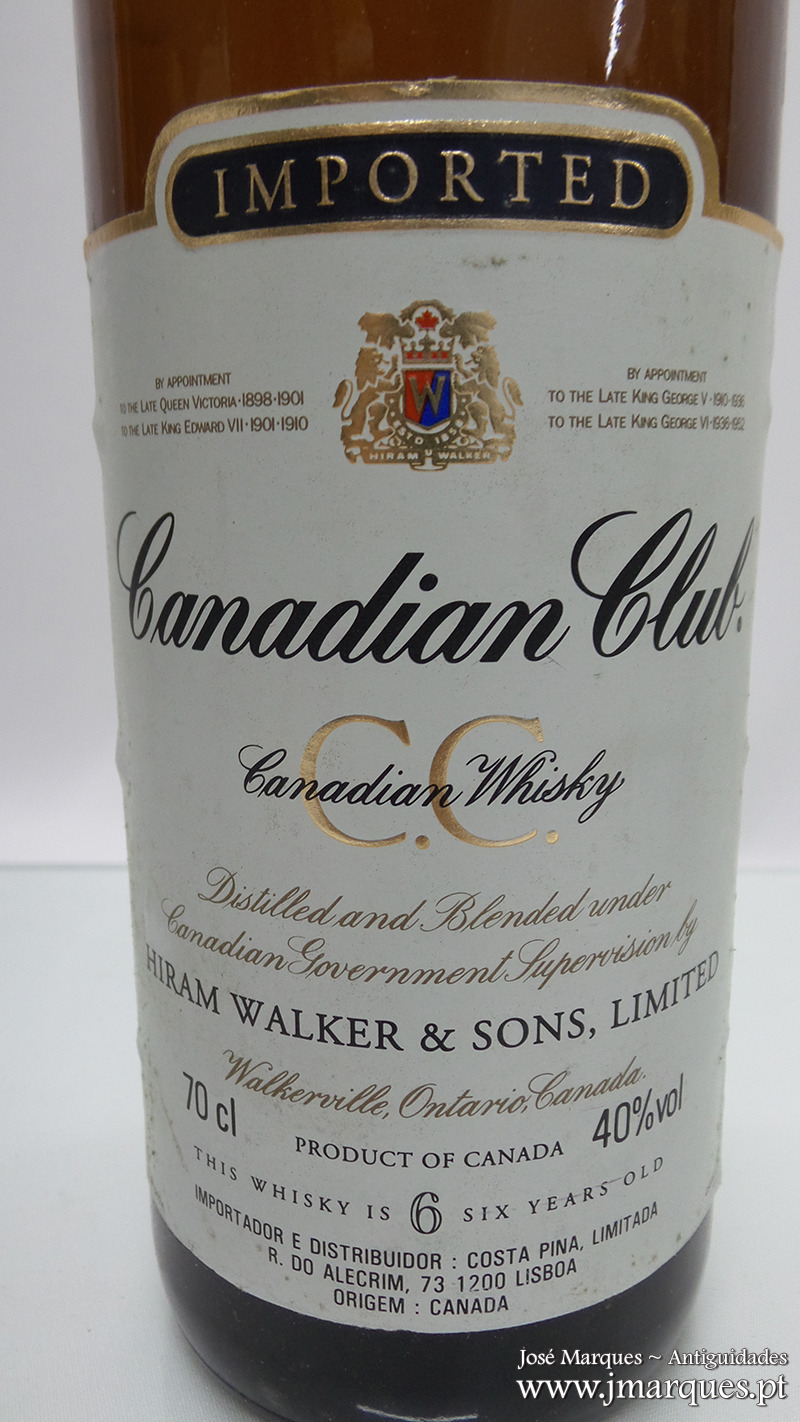 IMPORTED
BY APPOINTMENT
TO THE LATE QUEEN VICTORIA·1898·1901
TO THE LATE KING EDWARD VII·1901·1910
BY APPOINTMENT
TO THE LATE KING GEORGE V·1910·1936
TO THE LATE KING GEORGE VI·1936·1952
W
HIRAM WALKER
Canadian Club.
C.C.
Canadian Whisky
Distilled and Blended under
Canadian Government Supervision by
HIRAM WALKER & SONS, LIMITED
Walkerville, Ontario, Canada.
70 cl
40%vol
PRODUCT OF CANADA
THIS WHISKY IS 6 SIX YEARS OLD
IMPORTADOR E DISTRIBUIDOR : COSTA PINA, LIMITADA
R. DO ALECRIM, 73 1200 LISBOA
ORIGEM : CANADA
José Marques ~ Antiguidades
www.jmarques.pt